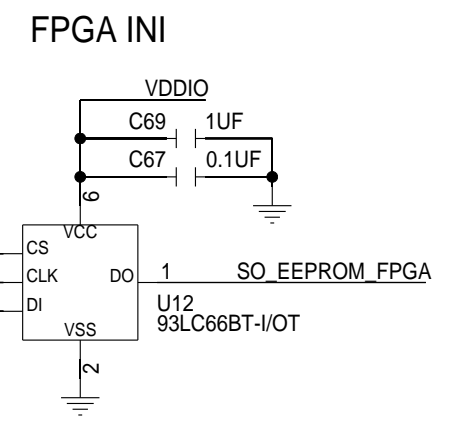 FPGA INI
VDDIO
C69 1UF
C67 0.1UF
6
VCC
CS
CLK DO 1 SO_EEPROM_FPGA
DI U12
VSS 93LC66BT-I/OT
2